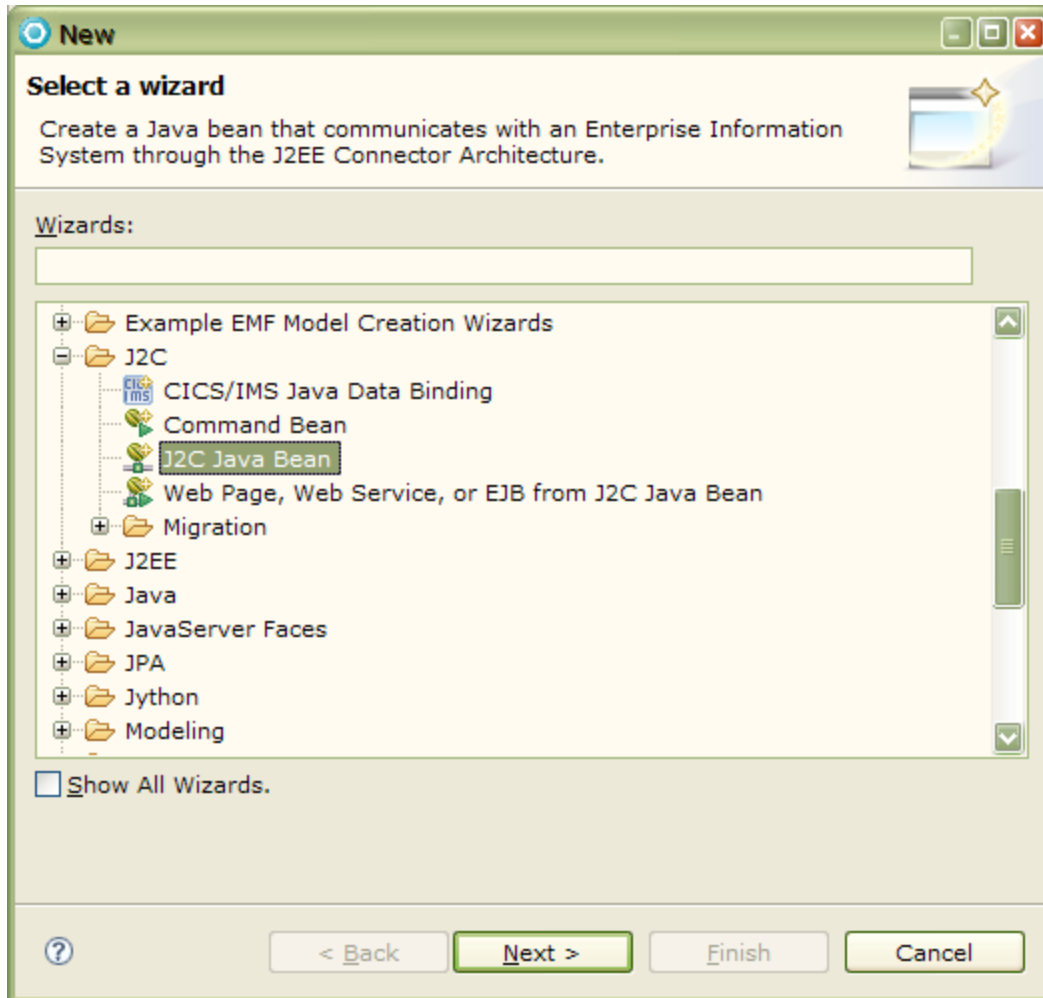 New
Select a wizard
Create a Java bean that communicates with an Enterprise Information
System through the J2EE Connector Architecture.
Wizards:
Example EMF Model Creation Wizards
J2C
CICS/IMS Java Data Binding
Command Bean
J2C Java Bean
Web Page, Web Service, or EJB from J2C Java Bean
Migration
J2EE
Java
JavaServer Faces
JPA
Jython
Modeling
Show All Wizards.
? < Back Next > Finish Cancel